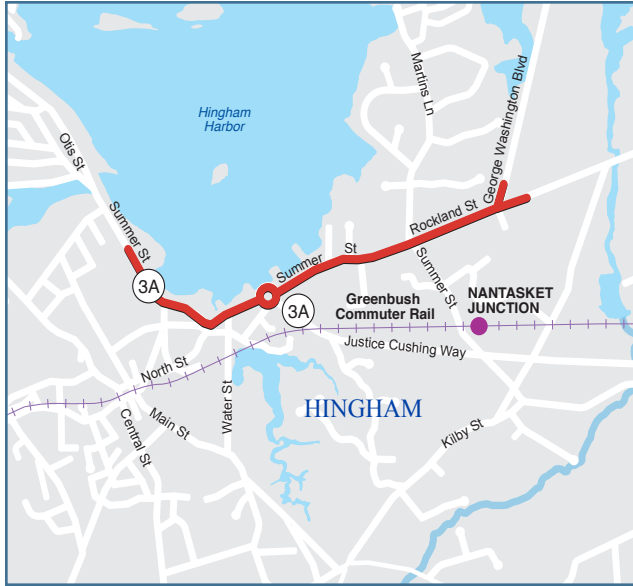 Martins Ln
George Washington Blvd
Hingham
Harbor
Otis St
Summer St
Rockland St
Summer
St
Summer St
3A
3A
Greenbush
Commuter Rail
NANTASKET
JUNCTION
Justice Cushing Way
North St
Water St
HINGHAM
Central St
Main St
Kilby St